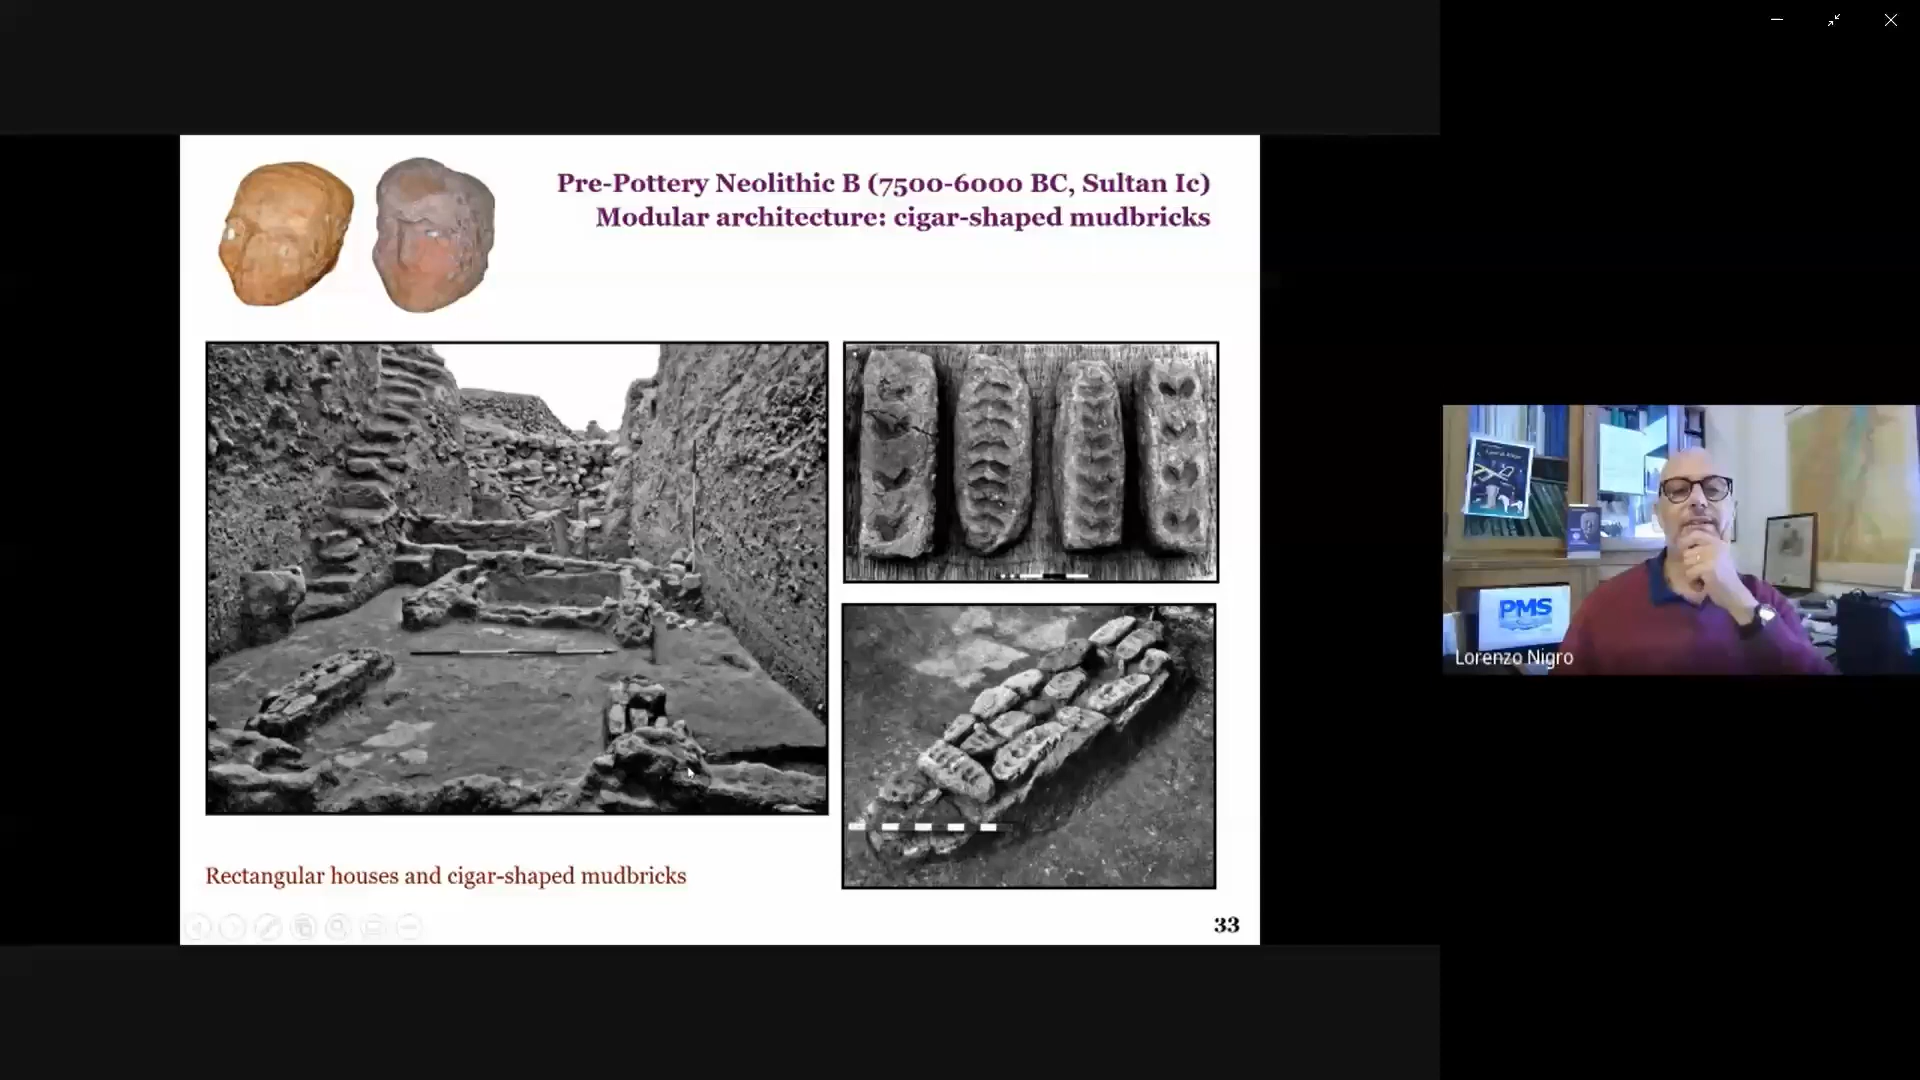 Pre-Pottery Neolithic B (7500-6000 BC, Sultan Ic)
Modular architecture: cigar-shaped mudbricks
Rectangular houses and cigar-shaped mudbricks
33
PMS
Lorenzo Nigro